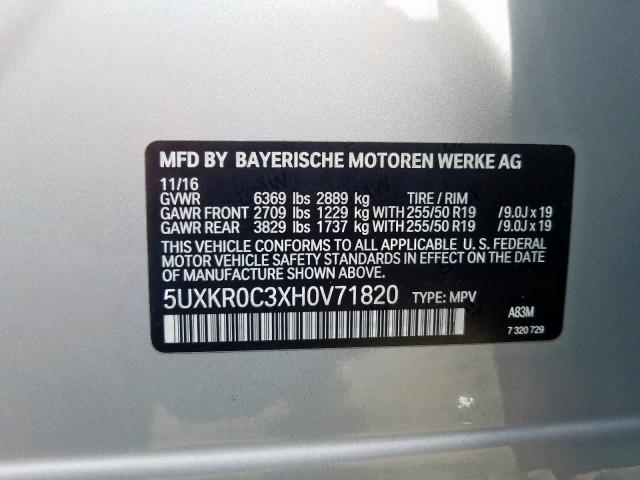 MFD BY BAYERISCHE MOTOREN WERKE AG
11/16
GVWR 6369 lbs 2889 kg TIRE / RIM
GAWR FRONT 2709 lbs 1229 kg WITH 255/50 R19 /9.0J x 19
GAWR REAR 3829 lbs 1737 kg WITH 255/50 R19 /9.0J x 19
THIS VEHICLE CONFORMS TO ALL APPLICABLE U. S. FEDERAL
MOTOR VEHICLE SAFETY STANDARDS IN EFFECT ON THE DATE
OF MANUFACTURE SHOWN ABOVE.
5UXKR0C3XH0V71820 TYPE: MPV
A83M
7 320 729